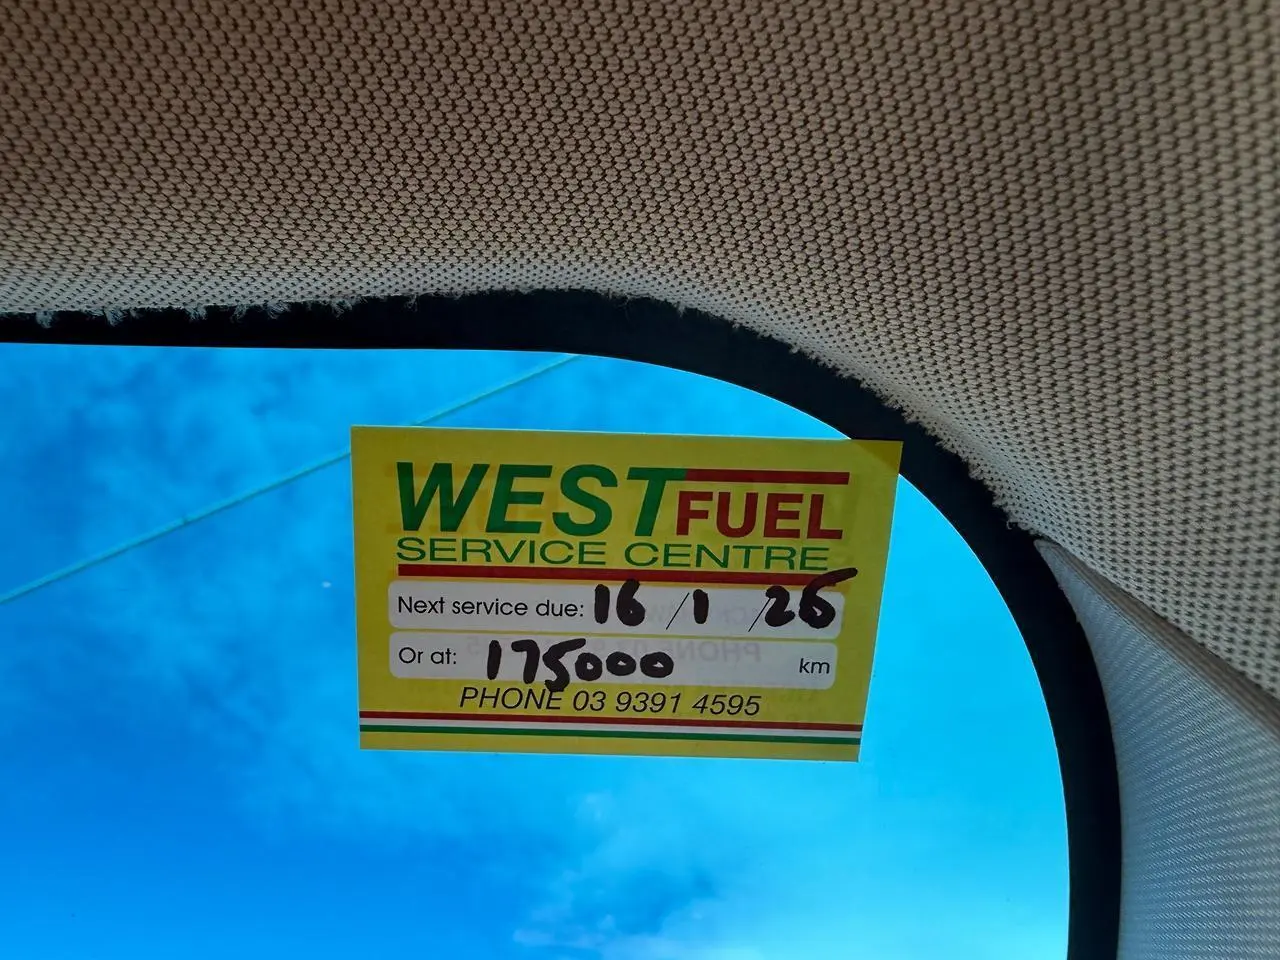 WEST FUEL
SERVICE CENTRE
Next service due: 16 / 1 / 26
Or at: 175000 km
PHONE 03 9391 4595